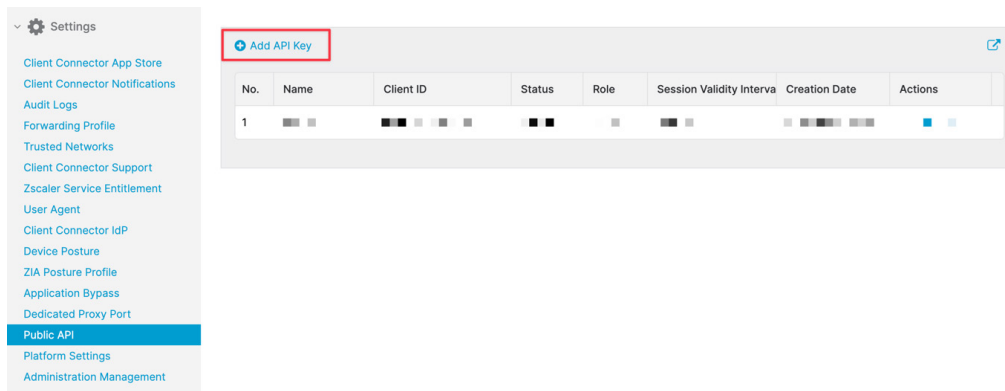 Settings
Client Connector App Store
Client Connector Notifications
Audit Logs
Forwarding Profile
Trusted Networks
Client Connector Support
Zscaler Service Entitlement
User Agent
Client Connector IdP
Device Posture
ZIA Posture Profile
Application Bypass
Dedicated Proxy Port
Public API
Platform Settings
Administration Management
Add API Key
No. Name Client ID Status Role Session Validity Interva Creation Date Actions
1